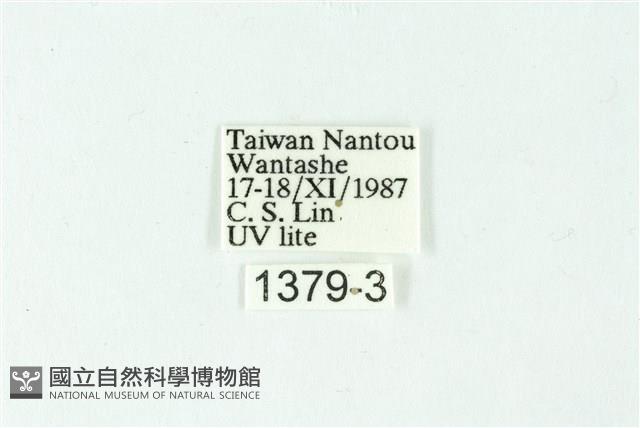 Taiwan Nantou
Wantashe
17-18/XI/1987
C. S. Lin
UV lite
1379-3
國立自然科學博物館
NATIONAL MUSEUM OF NATURAL SCIENCE